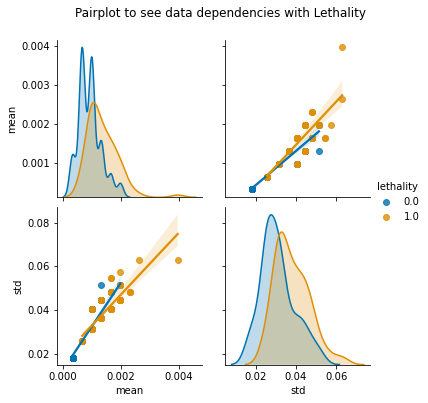 Pairplot to see data dependencies with Lethality
0.004
0.003
0.002
0.001
mean
lethality
0.0
1.0
0.08
0.06
0.04
0.02
std
0.000 0.002 0.004
mean
0.02 0.04 0.06
std